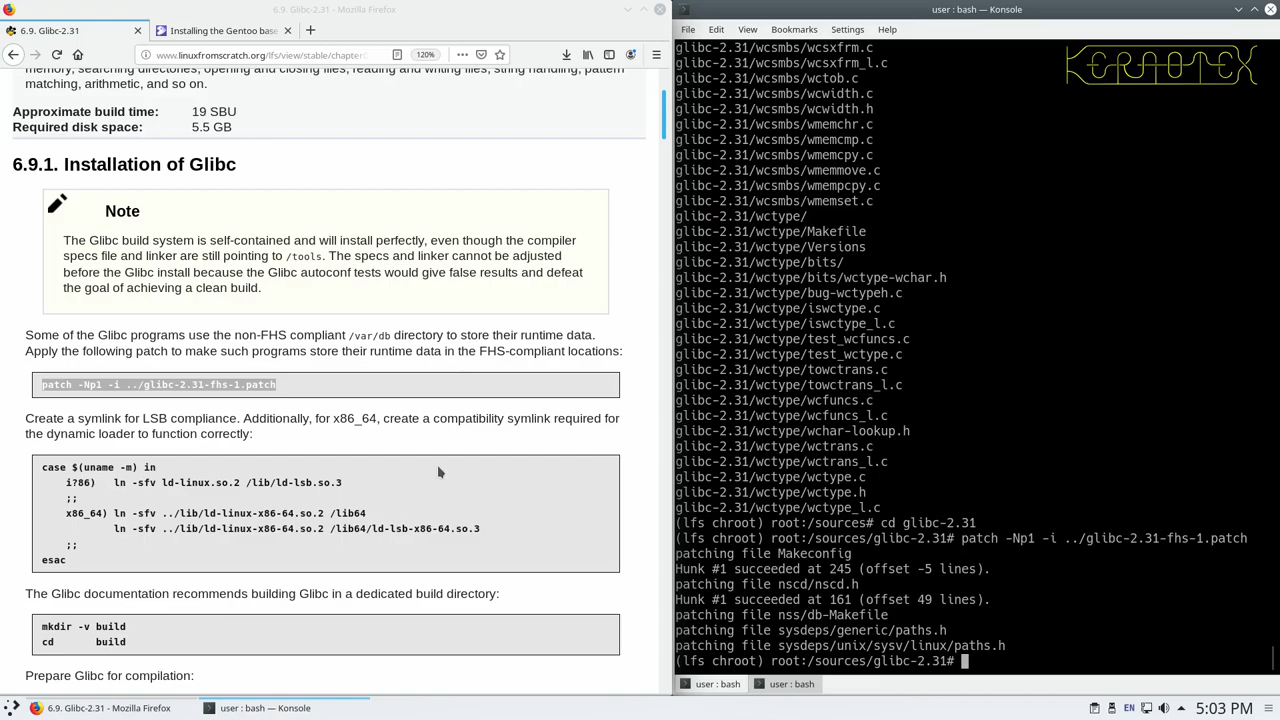 6.9. Glibc-2.31 - Mozilla Firefox
6.9. Glibc-2.31
Installing the Gentoo base
www.linuxfromscratch.org/lfs/view/stable/chapter
120%
memory, searching directories, opening and closing files, reading and writing files, string handling, pattern
matching, arithmetic, and so on.
Approximate build time: 19 SBU
Required disk space: 5.5 GB
6.9.1. Installation of Glibc
Note
The Glibc build system is self-contained and will install perfectly, even though the compiler
specs file and linker are still pointing to /tools. The specs and linker cannot be adjusted
before the Glibc install because the Glibc autoconf tests would give false results and defeat
the goal of achieving a clean build.
Some of the Glibc programs use the non-FHS compliant /var/db directory to store their runtime data.
Apply the following patch to make such programs store their runtime data in the FHS-compliant locations:
patch -Np1 -i ../glibc-2.31-fhs-1.patch
Create a symlink for LSB compliance. Additionally, for x86_64, create a compatibility symlink required for
the dynamic loader to function correctly:
case $(uname -m) in
i?86) ln -sfv ld-linux.so.2 /lib/ld-lsb.so.3
;;
x86_64) ln -sfv ../lib/ld-linux-x86-64.so.2 /lib64
ln -sfv ../lib/ld-linux-x86-64.so.2 /lib64/ld-lsb-x86-64.so.3
;;
esac
The Glibc documentation recommends building Glibc in a dedicated build directory:
mkdir -v build
cd build
Prepare Glibc for compilation:
user : bash — Konsole
File Edit View Bookmarks Settings Help
KERAOTEX
glibc-2.31/wcsmbs/wcsxfrm.c
glibc-2.31/wcsmbs/wcsxfrm_l.c
glibc-2.31/wcsmbs/wctob.c
glibc-2.31/wcsmbs/wcwidth.c
glibc-2.31/wcsmbs/wcwidth.h
glibc-2.31/wcsmbs/wmemchr.c
glibc-2.31/wcsmbs/wmemcmp.c
glibc-2.31/wcsmbs/wmemcpy.c
glibc-2.31/wcsmbs/wmemmove.c
glibc-2.31/wcsmbs/wmempcpy.c
glibc-2.31/wcsmbs/wmemset.c
glibc-2.31/wctype/
glibc-2.31/wctype/Makefile
glibc-2.31/wctype/Versions
glibc-2.31/wctype/bits/
glibc-2.31/wctype/bits/wctype-wchar.h
glibc-2.31/wctype/bug-wctypeh.c
glibc-2.31/wctype/iswctype.c
glibc-2.31/wctype/iswctype_l.c
glibc-2.31/wctype/test_wcfuncs.c
glibc-2.31/wctype/test_wctype.c
glibc-2.31/wctype/towctrans.c
glibc-2.31/wctype/towctrans_l.c
glibc-2.31/wctype/wcfuncs.c
glibc-2.31/wctype/wcfuncs_l.c
glibc-2.31/wctype/wchar-lookup.h
glibc-2.31/wctype/wctrans.c
glibc-2.31/wctype/wctrans_l.c
glibc-2.31/wctype/wctype.c
glibc-2.31/wctype/wctype.h
glibc-2.31/wctype/wctype_l.c
(lfs chroot) root:/sources# cd glibc-2.31
(lfs chroot) root:/sources/glibc-2.31# patch -Np1 -i ../glibc-2.31-fhs-1.patch
patching file Makeconfig
Hunk #1 succeeded at 245 (offset -5 lines).
patching file nscd/nscd.h
Hunk #1 succeeded at 161 (offset 49 lines).
patching file nss/db-Makefile
patching file sysdeps/generic/paths.h
patching file sysdeps/unix/sysv/linux/paths.h
(lfs chroot) root:/sources/glibc-2.31#
user : bash
user : bash
6.9. Glibc-2.31 - Mozilla Firefox
user : bash — Konsole
EN
5:03 PM